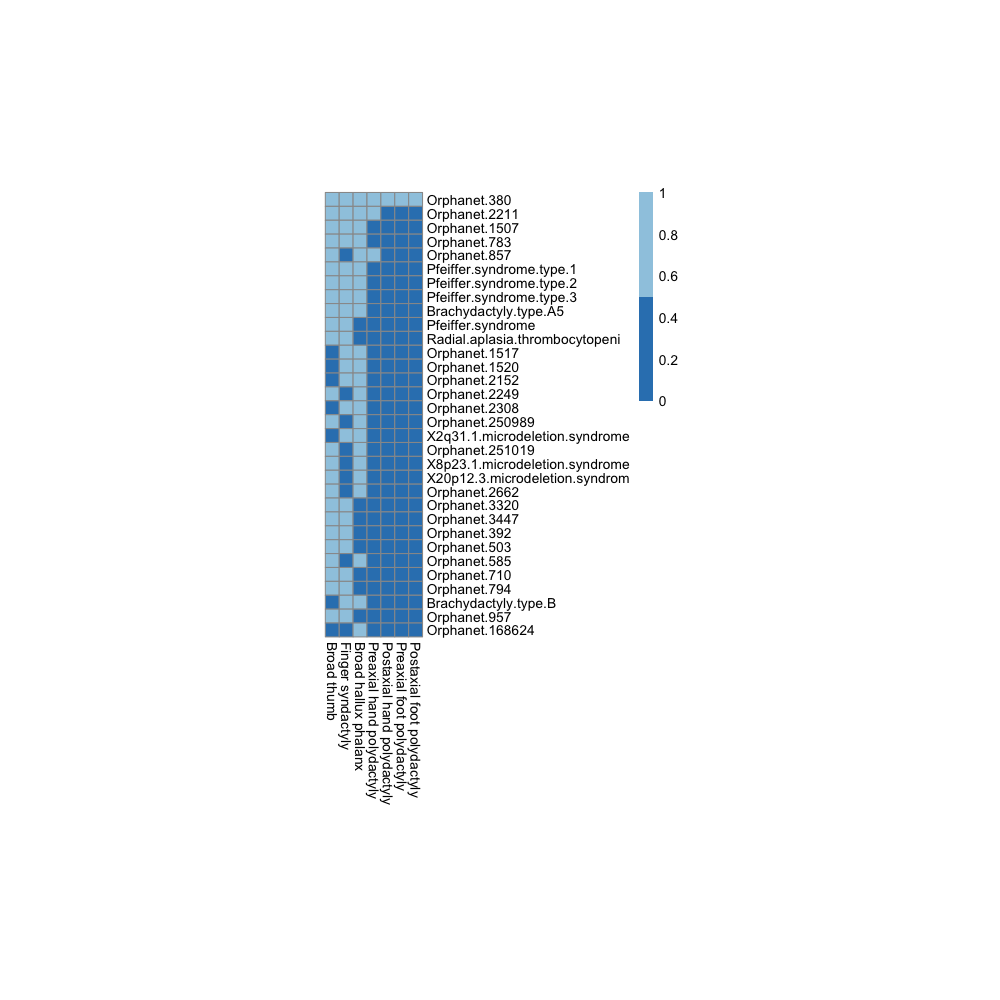 Orphanet.380
Orphanet.2211
Orphanet.1507
Orphanet.783
Orphanet.857
Pfeiffer.syndrome.type.1
Pfeiffer.syndrome.type.2
Pfeiffer.syndrome.type.3
Brachydactyly.type.A5
Pfeiffer.syndrome
Radial.aplasia.thrombocytopeni
Orphanet.1517
Orphanet.1520
Orphanet.2152
Orphanet.2249
Orphanet.2308
Orphanet.250989
X2q31.1.microdeletion.syndrome
Orphanet.251019
X8p23.1.microdeletion.syndrome
X20p12.3.microdeletion.syndrom
Orphanet.2662
Orphanet.3320
Orphanet.3447
Orphanet.392
Orphanet.503
Orphanet.585
Orphanet.710
Orphanet.794
Brachydactyly.type.B
Orphanet.957
Orphanet.168624
1
0.8
0.6
0.4
0.2
0
Broad thumb
Finger syndactyly
Broad hallux phalanx
Preaxial hand polydactyly
Postaxial hand polydactyly
Preaxial foot polydactyly
Postaxial foot polydactyly